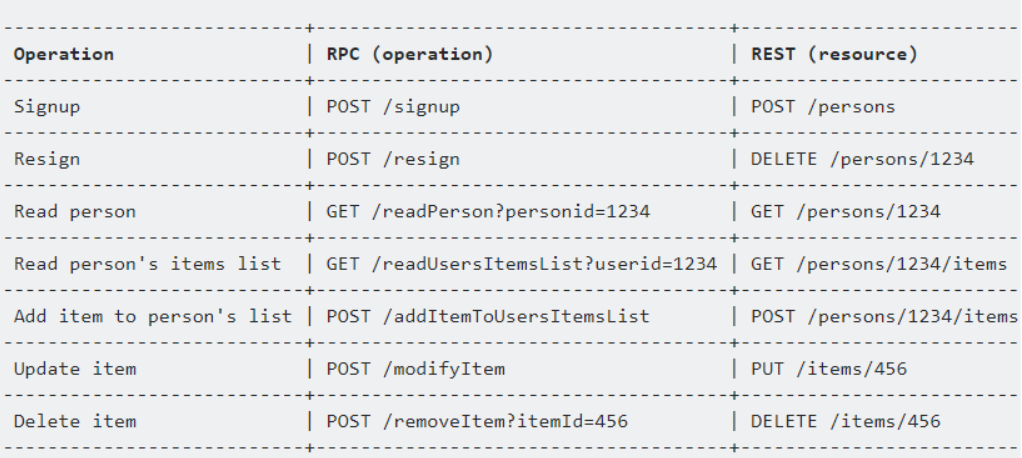 Operation | RPC (operation) | REST (resource)
Signup | POST /signup | POST /persons
Resign | POST /resign | DELETE /persons/1234
Read person | GET /readPerson?personid=1234 | GET /persons/1234
Read person's items list | GET /readUsersItemsList?userid=1234 | GET /persons/1234/items
Add item to person's list | POST /addItemToUsersItemsList | POST /persons/1234/items
Update item | POST /modifyItem | PUT /items/456
Delete item | POST /removeItem?itemId=456 | DELETE /items/456